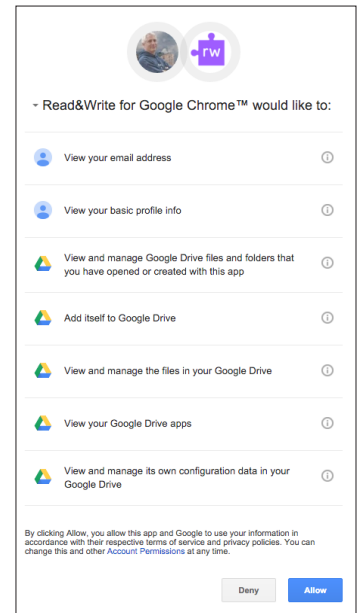 rw
Read&Write for Google Chrome™ would like to:
View your email address
View your basic profile info
View and manage Google Drive files and folders that
you have opened or created with this app
Add itself to Google Drive
View and manage the files in your Google Drive
View your Google Drive apps
View and manage its own configuration data in your
Google Drive
By clicking Allow, you allow this app and Google to use your information in
accordance with their respective terms of service and privacy policies. You can
change this and other Account Permissions at any time.
Deny Allow